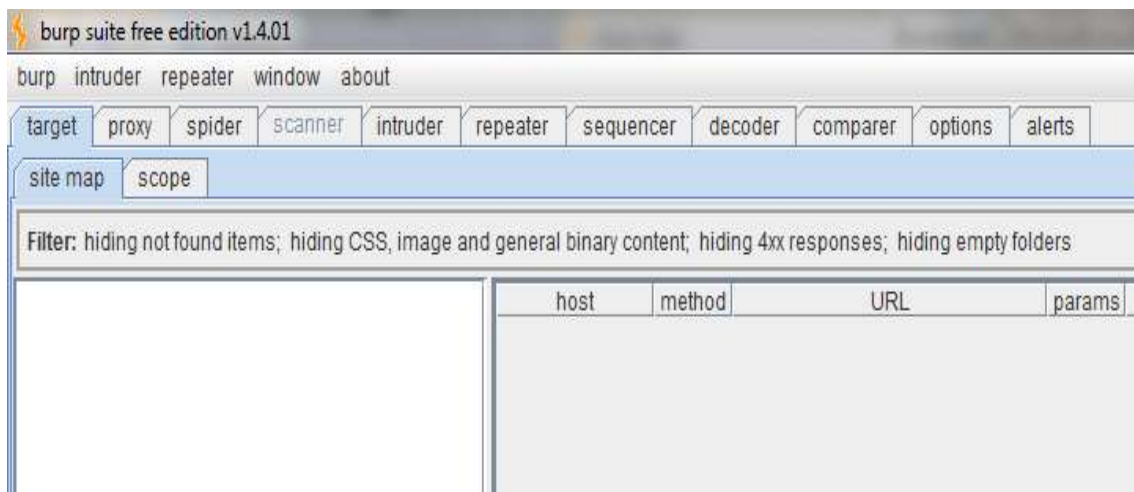 burp suite free edition v1.4.01
burp intruder repeater window about
target proxy spider scanner intruder repeater sequencer decoder comparer options alerts
site map scope
Filter: hiding not found items; hiding CSS, image and general binary content; hiding 4xx responses; hiding empty folders
host method URL params